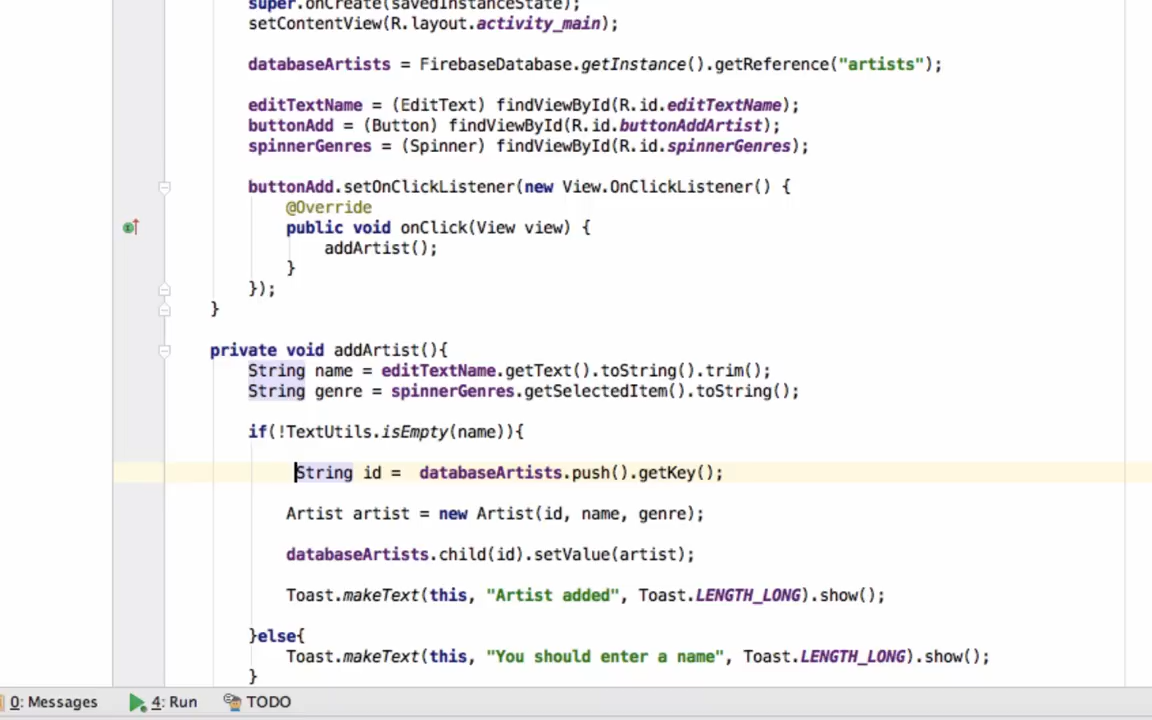 super.onCreate(savedInstanceState);
setContentView(R.layout.activity_main);
databaseArtists = FirebaseDatabase.getInstance().getReference("artists");
editTextName = (EditText) findViewById(R.id.editTextName);
buttonAdd = (Button) findViewById(R.id.buttonAddArtist);
spinnerGenres = (Spinner) findViewById(R.id.spinnerGenres);
buttonAdd.setOnClickListener(new View.OnClickListener() {
@Override
public void onClick(View view) {
addArtist();
}
});
}
private void addArtist(){
String name = editTextName.getText().toString().trim();
String genre = spinnerGenres.getSelectedItem().toString();
if(!TextUtils.isEmpty(name)){
String id =  databaseArtists.push().getKey();
Artist artist = new Artist(id, name, genre);
databaseArtists.child(id).setValue(artist);
Toast.makeText(this, "Artist added", Toast.LENGTH_LONG).show();
}else{
Toast.makeText(this, "You should enter a name", Toast.LENGTH_LONG).show();
}
0: Messages 4: Run TODO